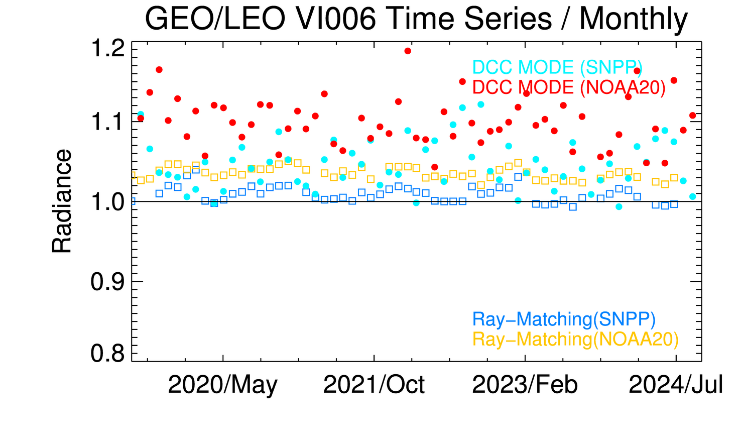 GEO/LEO VI006 Time Series / Monthly
1.2
DCC MODE (SNPP)
DCC MODE (NOAA20)
1.1
Radiance
1.0
0.9
Ray-Matching(SNPP)
Ray-Matching(NOAA20)
0.8
2020/May 2021/Oct 2023/Feb 2024/Jul